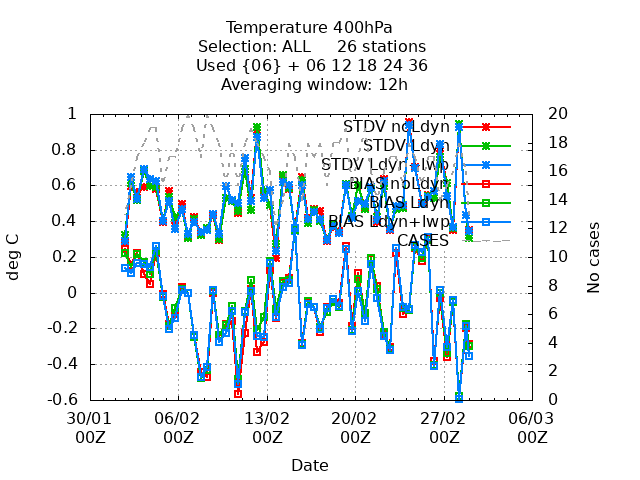 Temperature 400hPa
Selection: ALL 26 stations
Used {06} + 06 12 18 24 36
Averaging window: 12h
1
0.8
0.6
0.4
0.2
0
-0.2
-0.4
-0.6
deg C
20
18
16
14
12
10
8
6
4
2
0
No cases
STDV noLdyn
STDV Ldyn
STDV Ldyn+lwp
BIAS noLdyn
BIAS Ldyn
BIAS Ldyn+lwp
CASES
30/01 06/02 13/02 20/02 27/02 06/03
00Z 00Z 00Z 00Z 00Z 00Z
Date